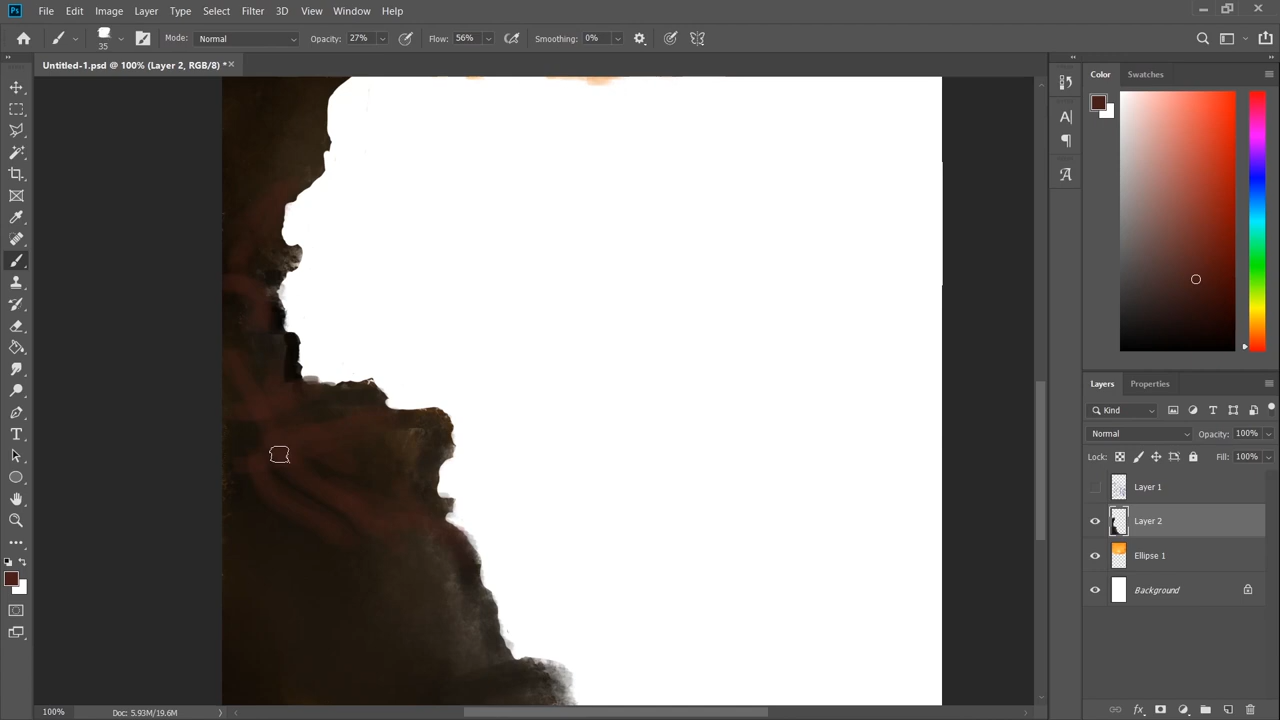 Ps File Edit Image Layer Type Select Filter 3D View Window Help
35 Mode: Normal Opacity: 27% Flow: 56% Smoothing: 0%
Untitled-1.psd @ 100% (Layer 2, RGB/8) * ×
Color Swatches
A|
A
Layers Properties
Kind
Normal Opacity: 100%
Lock: Fill: 100%
Layer 1
Layer 2
Ellipse 1
Background
fx
100% Doc: 5.93M/19.6M